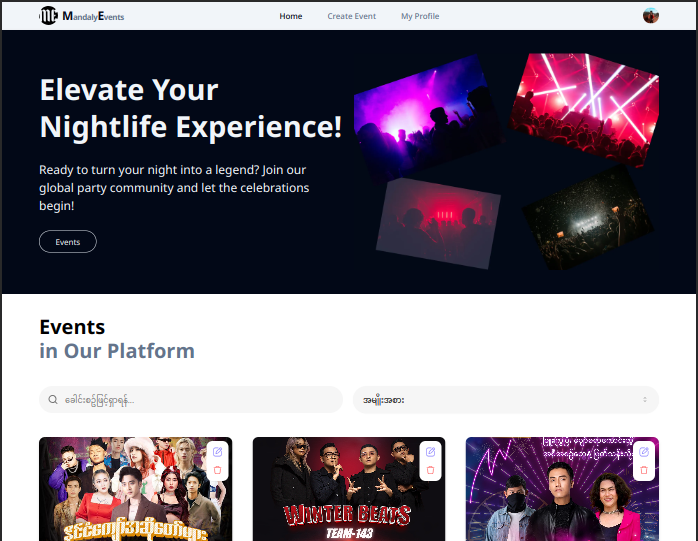 ME MandalyEvents
Home
Create Event
My Profile
Elevate Your
Nightlife Experience!
Ready to turn your night into a legend? Join our
global party community and let the celebrations
begin!
Events
Events
in Our Platform
ခေါင်းစဉ်ဖြင့်ရှာရန်...
အမျိုးအစား
WINTER BEATS
TEAM-143